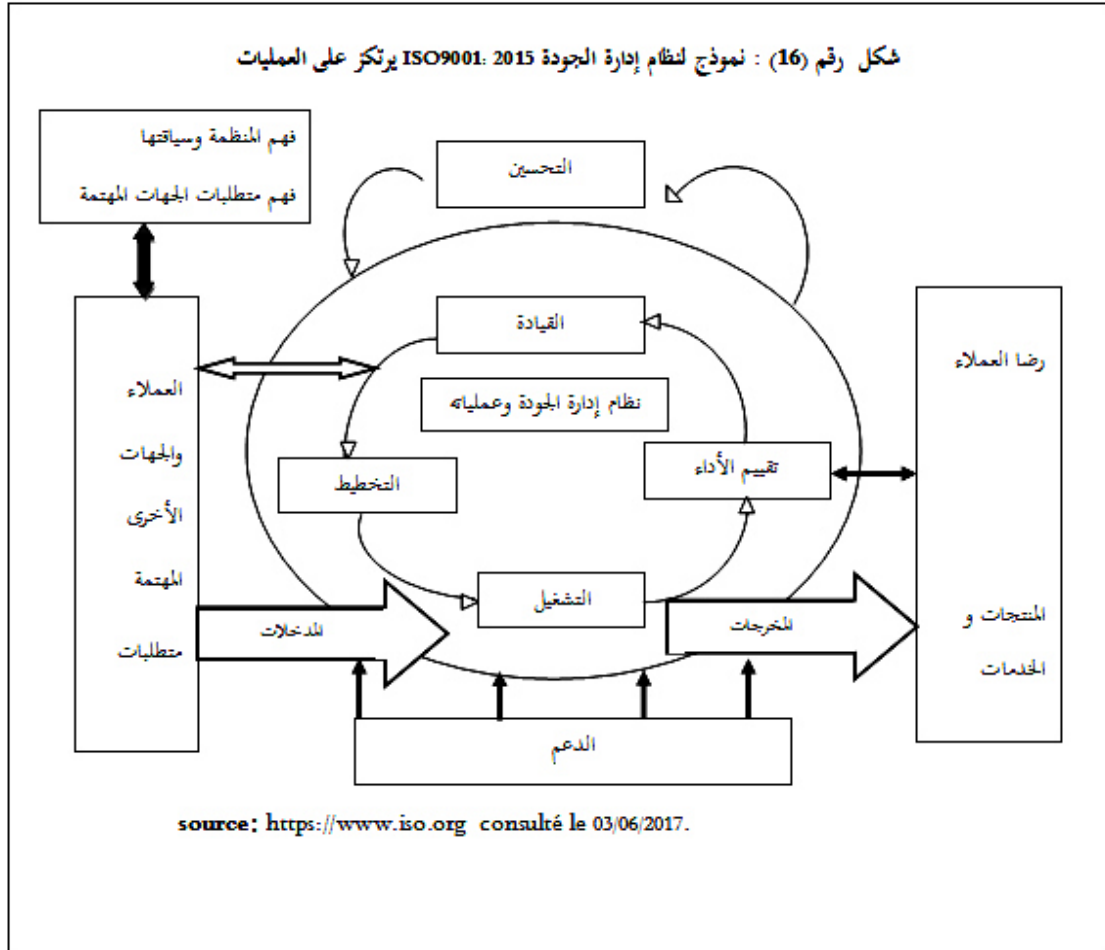 شكل رقم (16) : نموذج لنظام إدارة الجودة ISO9001: 2015 يرتكز على العمليات
فهم المنظمة وسياقتها
فهم متطلبات الجهات المهتمة
التحسين
القيادة
نظام إدارة الجودة وعملياته
التخطيط
تقييم الأداء
التشغيل
العملاء
والجهات
الأخرى
المهتمة
متطلبات
المدخلات
المخرجات
رضا العملاء
المنتجات و
الخدمات
الدعم
source: https://www.iso.org consulté le 03/06/2017.